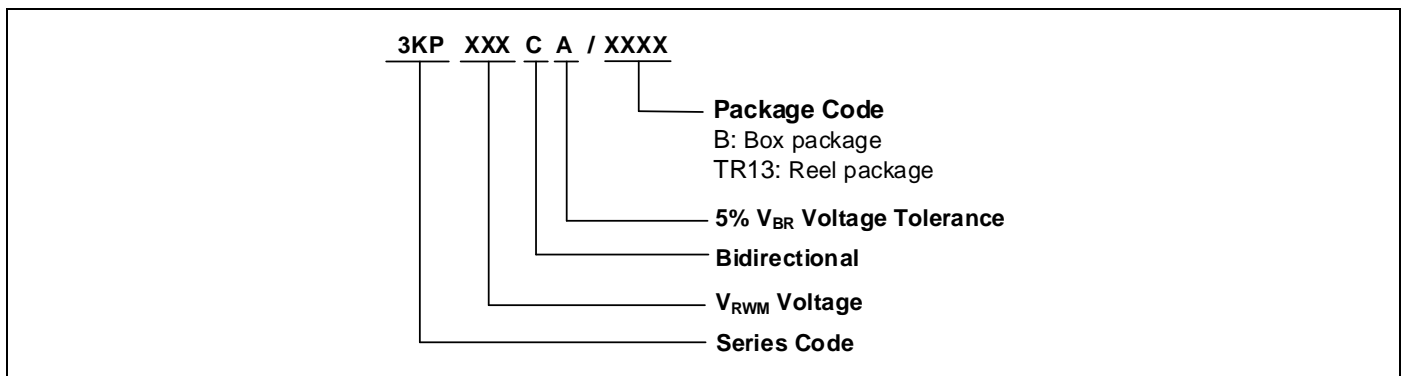 3KP XXX C A / XXXX
Package Code
B: Box package
TR13: Reel package
5% VBR Voltage Tolerance
Bidirectional
VRWM Voltage
Series Code